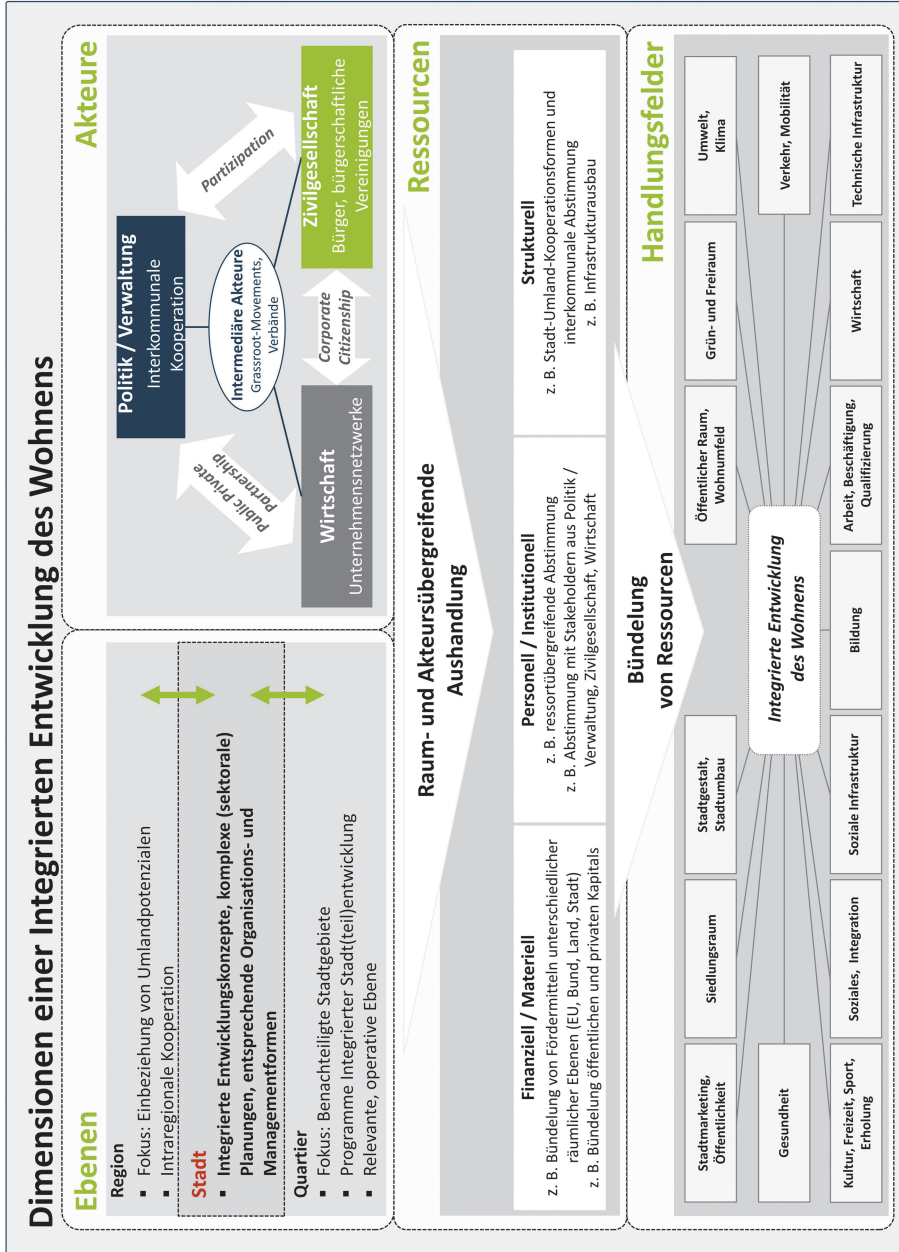 Dimensionen einer Integrierten Entwicklung des Wohnens
Ebenen
Region
▪ Fokus: Einbeziehung von Umlandpotenzialen
▪ Intraregionale Kooperation
Stadt
▪ Integrierte Entwicklungskonzepte, komplexe (sektorale)
Planungen, entsprechende Organisations- und
Managementformen
Quartier
▪ Fokus: Benachteiligte Stadtgebiete
▪ Programme Integrierter Stadt(teil)entwicklung
▪ Relevante, operative Ebene
Akteure
Politik / Verwaltung
Interkommunale
Kooperation
Public Private
Partnership
Partizipation
Intermediäre Akteure
Grassroot-Movements,
Verbände
Wirtschaft
Unternehmensnetzwerke
Corporate
Citizenship
Zivilgesellschaft
Bürger, bürgerschaftliche
Vereinigungen
Raum- und Akteursübergreifende
Aushandlung
Ressourcen
Finanziell / Materiell
z. B. Bündelung von Fördermitteln unterschiedlicher
räumlicher Ebenen (EU, Bund, Land, Stadt)
z. B. Bündelung öffentlichen und privaten Kapitals
Personell / Institutionell
z. B. ressortübergreifende Abstimmung
z. B. Abstimmung mit Stakeholdern aus Politik /
Verwaltung, Zivilgesellschaft, Wirtschaft
Strukturell
z. B. Stadt-Umland-Kooperationsformen und
interkommunale Abstimmung
z. B. Infrastrukturausbau
Bündelung
von Ressourcen
Handlungsfelder
Stadtmarketing,
Öffentlichkeit
Siedlungsraum
Stadtgestalt,
Stadtumbau
Öffentlicher Raum,
Wohnumfeld
Grün- und Freiraum
Umwelt,
Klima
Gesundheit
Integrierte Entwicklung
des Wohnens
Verkehr, Mobilität
Kultur, Freizeit, Sport,
Erholung
Soziales, Integration
Soziale Infrastruktur
Bildung
Arbeit, Beschäftigung,
Qualifizierung
Wirtschaft
Technische Infrastruktur